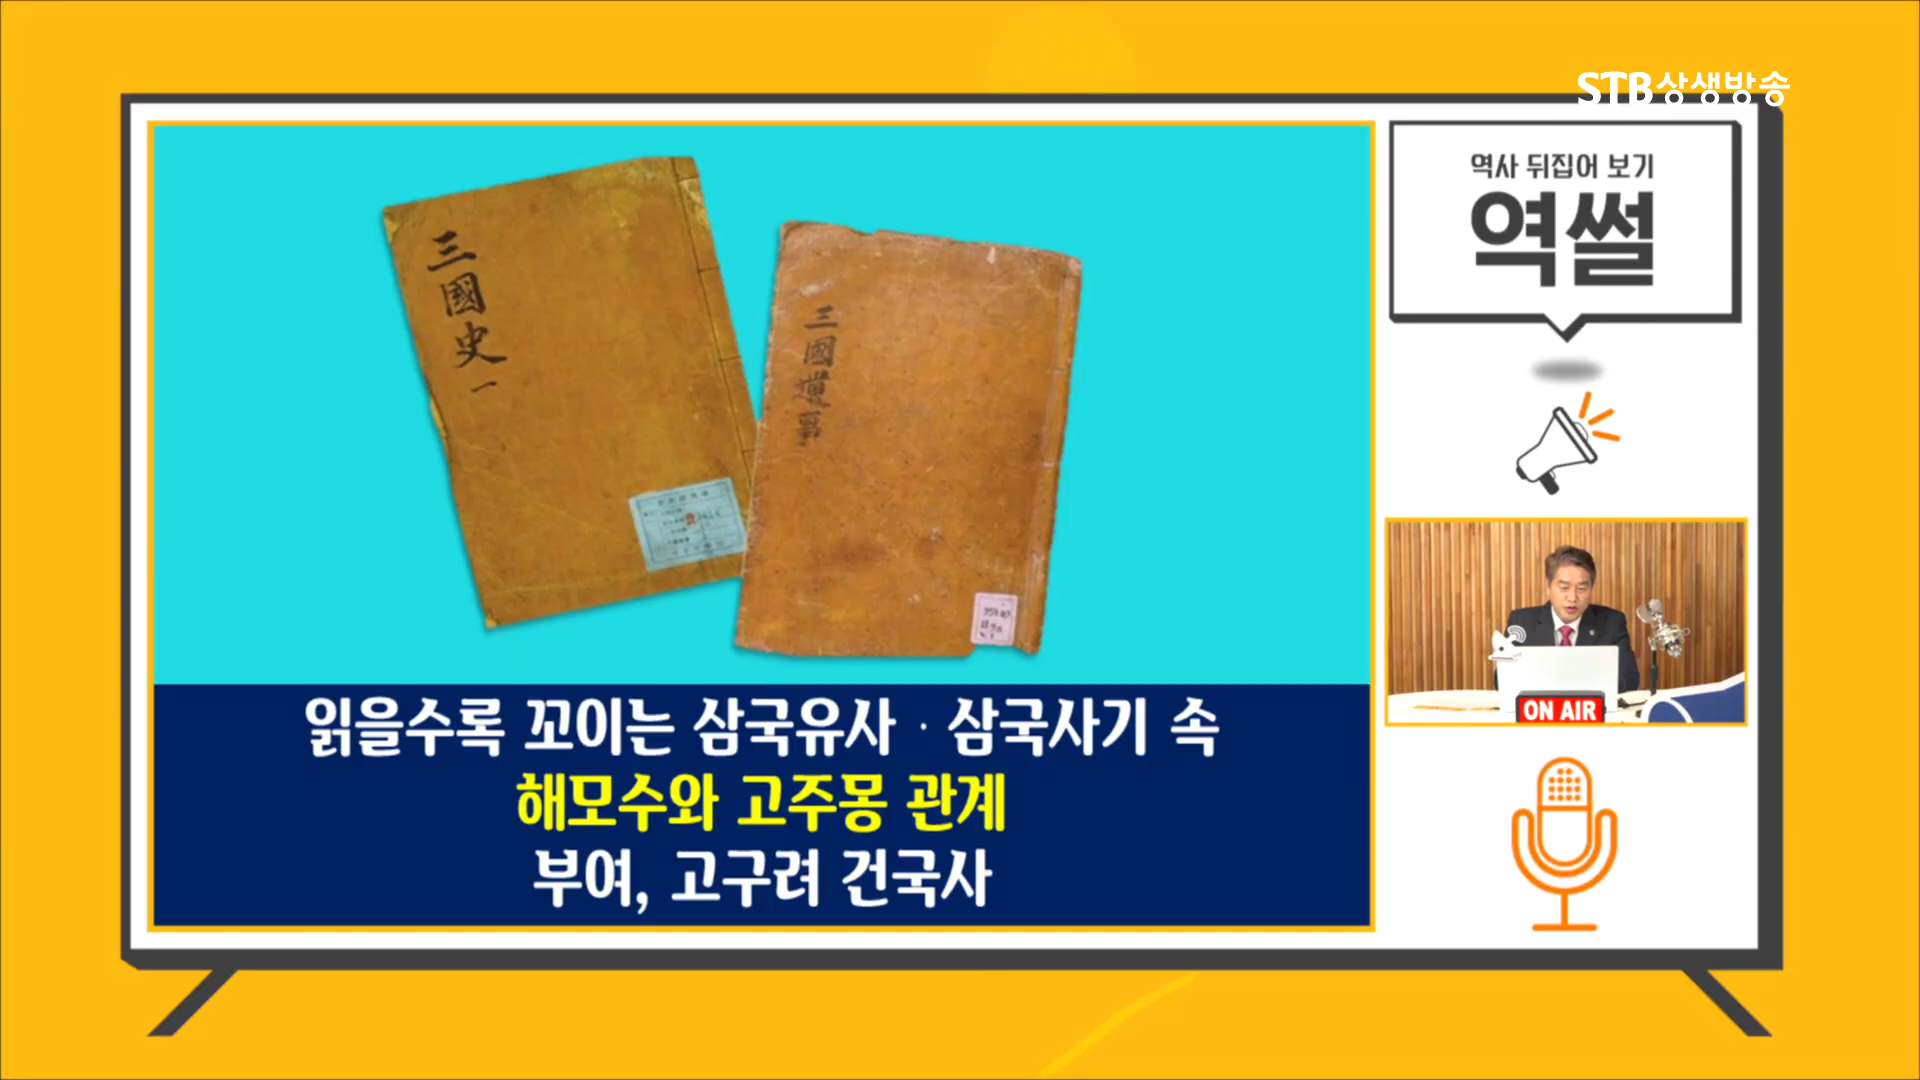 STB상생방송
역사 뒤집어 보기
역썰
三國史一
三國遺事
읽을수록 꼬이는 삼국유사 · 삼국사기 속
해모수와 고주몽 관계
부여, 고구려 건국사
ON AIR